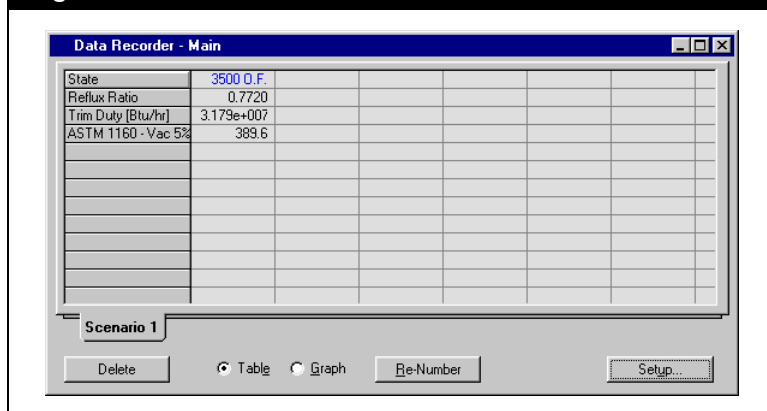 Data Recorder - Main
State 3500 O.F.
Reflux Ratio 0.7720
Trim Duty [Btu/hr] 3.179e+007
ASTM 1160 - Vac 5% 389.6
Scenario 1
Delete Table Graph Re-Number Setup...